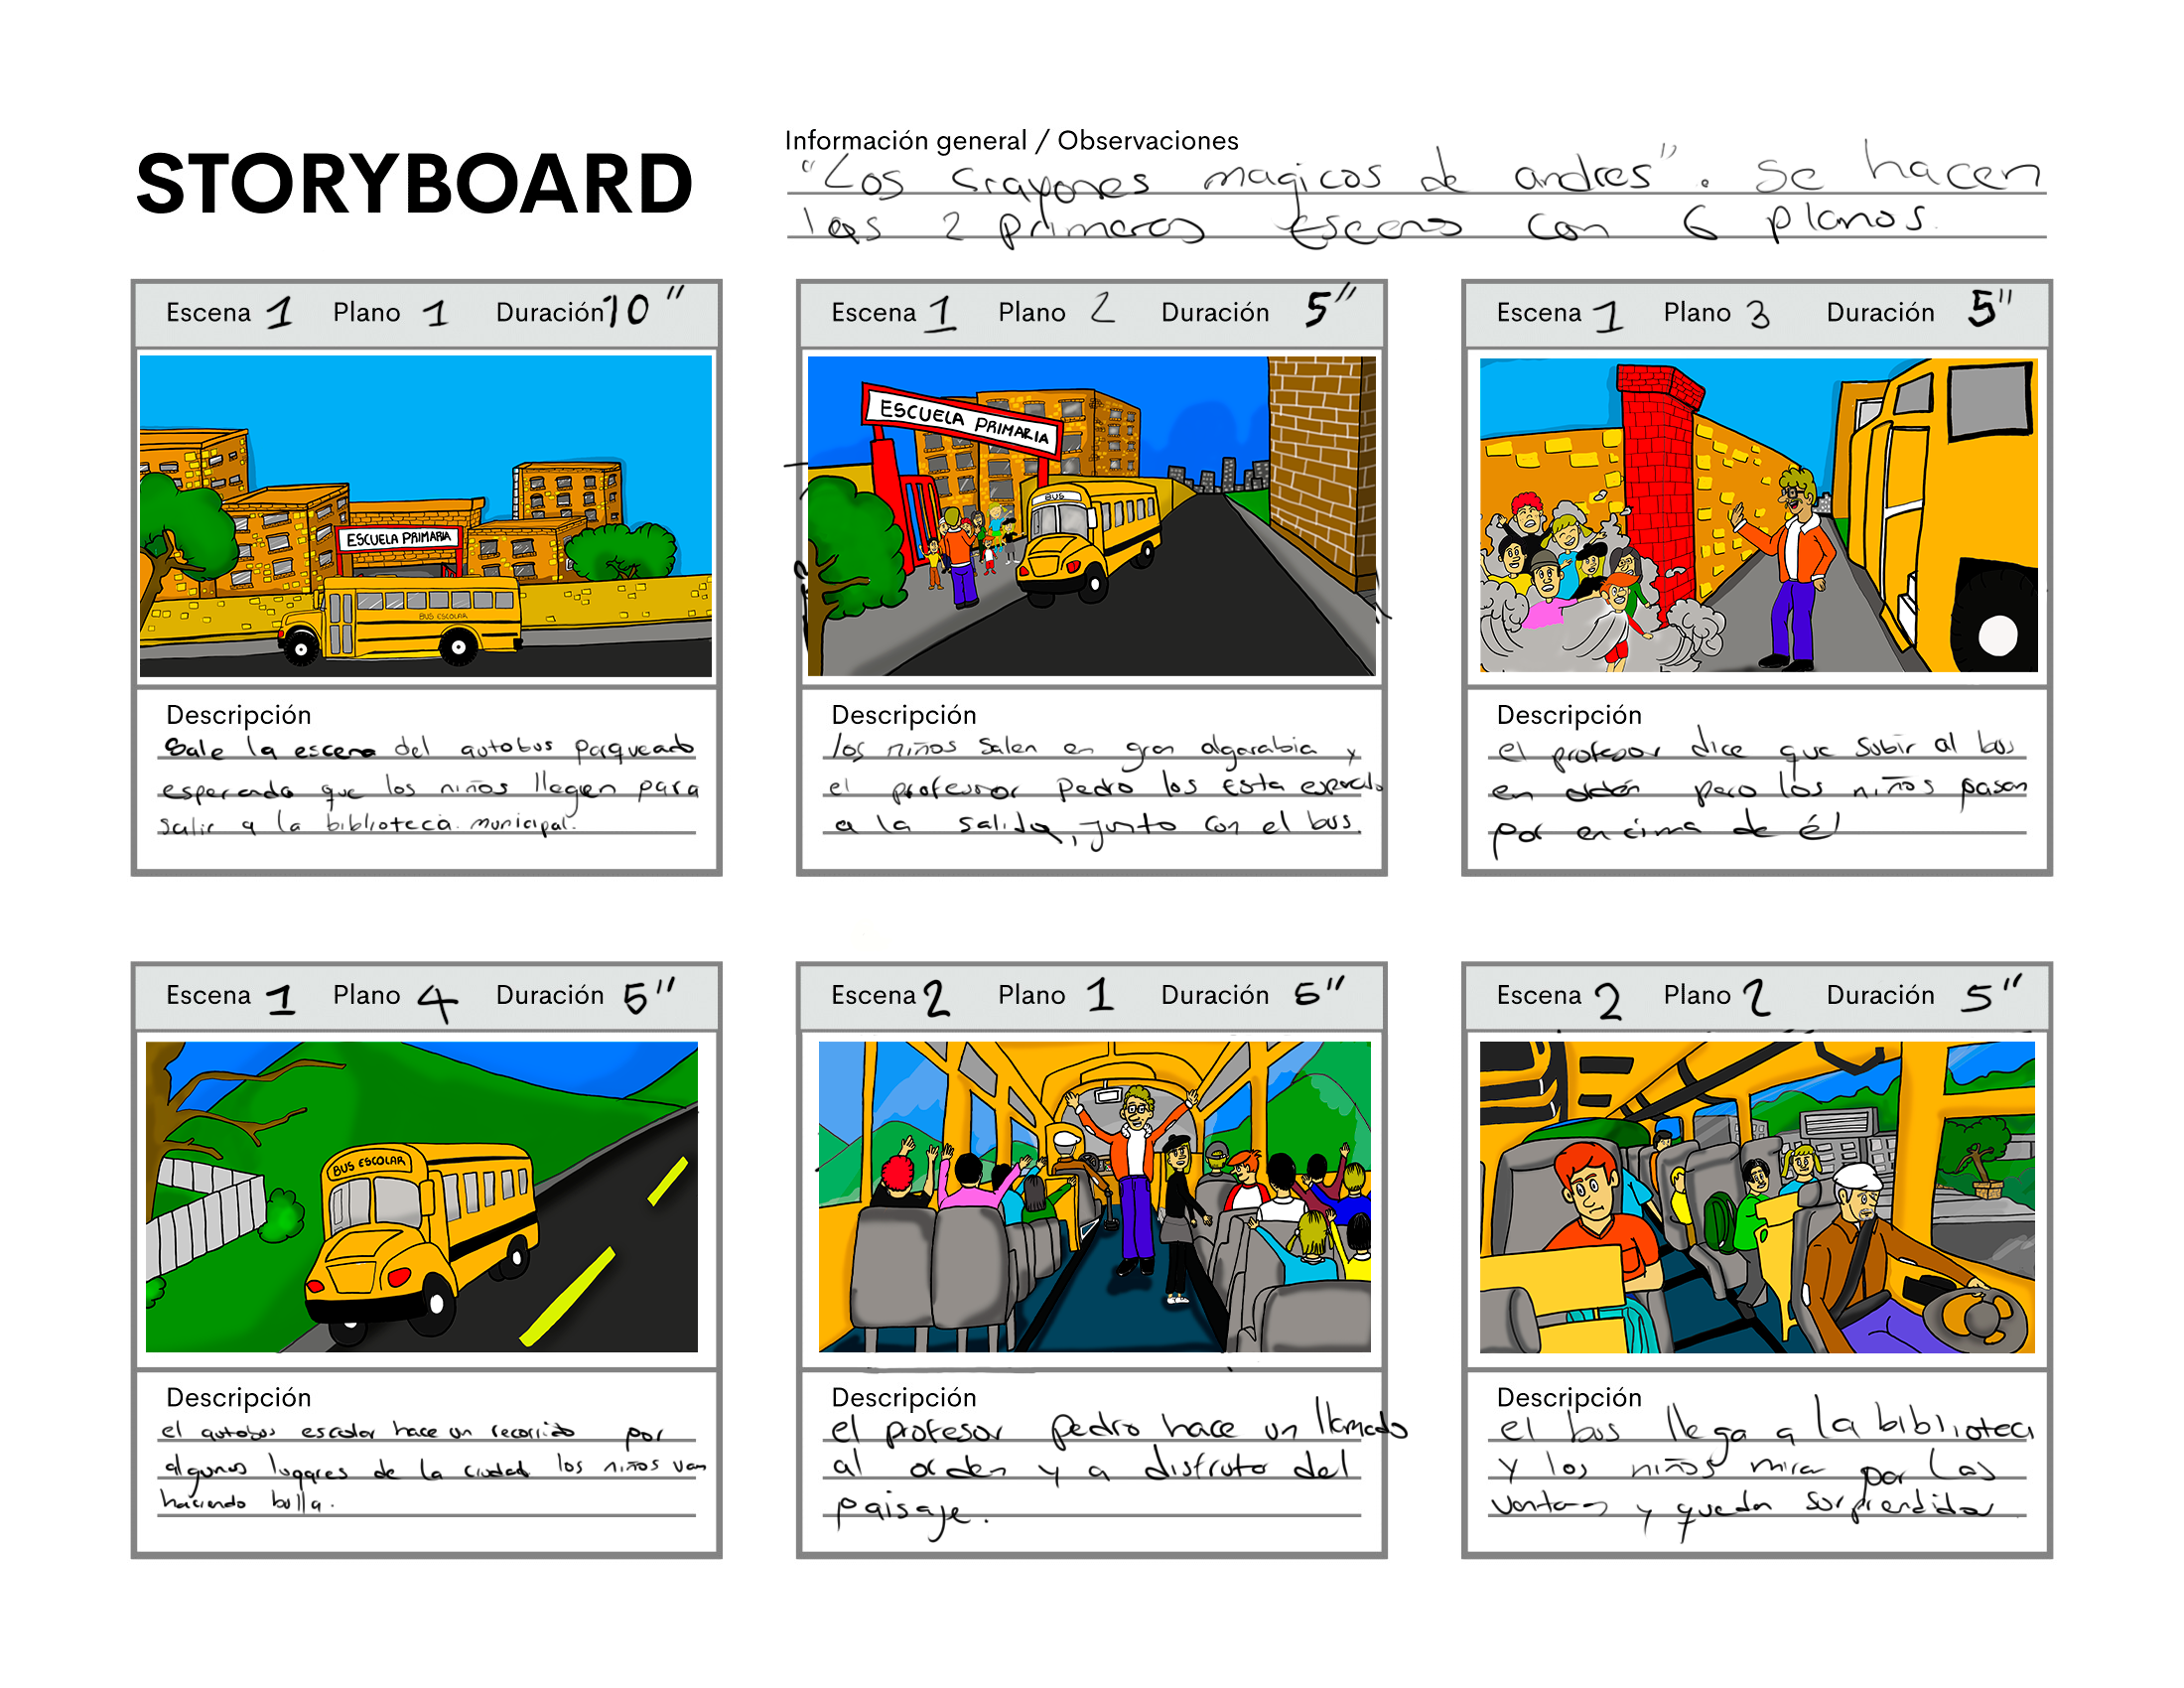 STORYBOARD
Información general / Observaciones
"Los crayones magicos de andres". se hacen
las 2 primeras Escenas con 6 planos.
Escena 1 Plano 1 Duración 10"
ESCUELA PRIMARIA
BUS ESCOLAR
Descripción
Sale la escena del autobus parqueado
esperando que los niños llegen para
salir a la biblioteca municipal.
Escena 1 Plano 2 Duración 5"
ESCUELA PRIMARIA
BUS
Descripción
los niños salen en gran algarabia y
el profesor Pedro los Esta esperando
a la salida, junto con el bus.
Escena 1 Plano 3 Duración 5"
Descripción
el profesor dice que subir al bus
en orden pero los niños pasan
por encima de él
Escena 1 Plano 4 Duración 5"
BUS ESCOLAR
Descripción
el autobus escolar hace un recorrido por
algunos lugares de la ciudad los niños van
haciendo bulla.
Escena 2 Plano 1 Duración 5"
Descripción
el profesor Pedro hace un llamado
al orden y a disfrutar del
paisaje.
Escena 2 Plano 2 Duración 5"
Descripción
el bus llega a la biblioteca
y los niños miran por las
ventanas y quedan sorprendidos